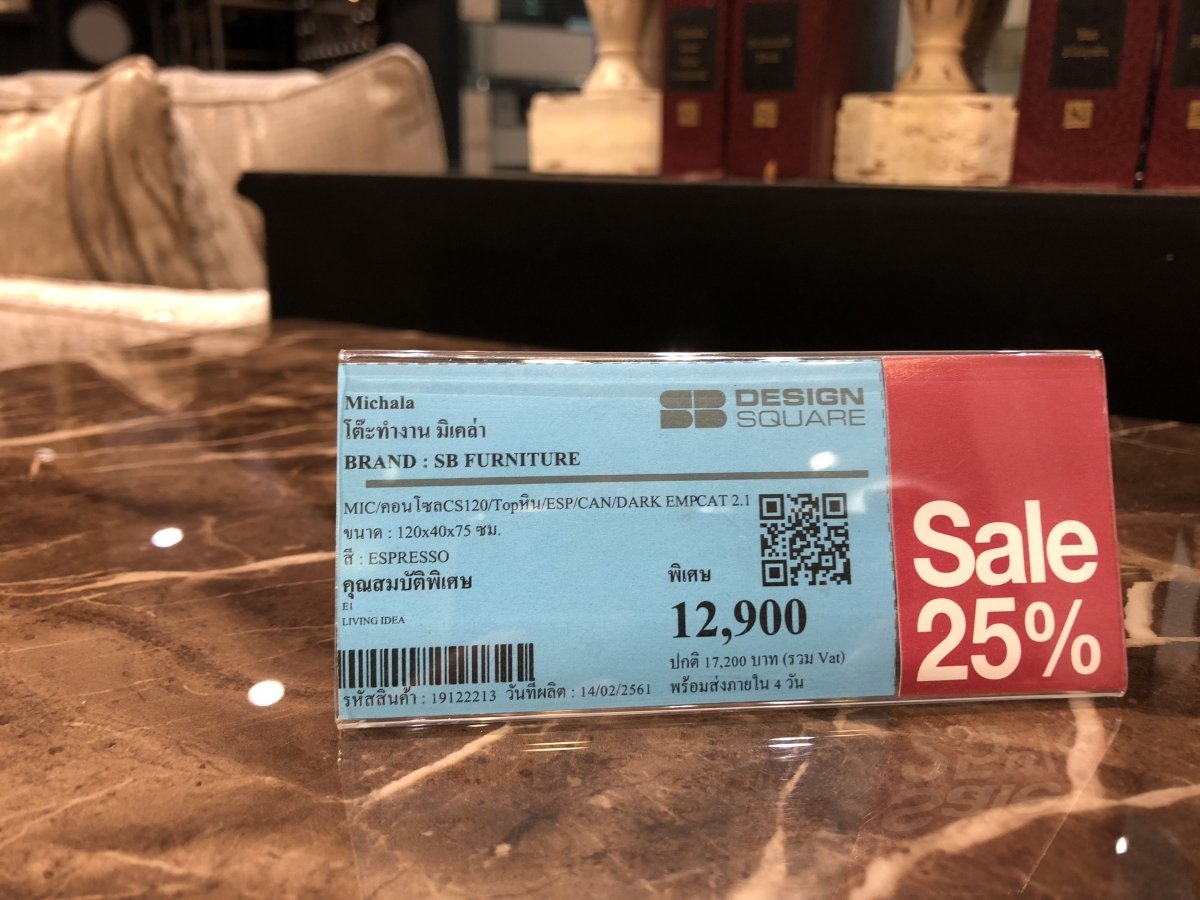 Michala
โต๊ะทำงาน มิเคล่า
BRAND : SB FURNITURE
SB DESIGN
SQUARE
MIC/คอนโซลCS120/Topหิน/ESP/CAN/DARK EMPCAT 2.1
ขนาด : 120x40x75 ซม.
สี : ESPRESSO
คุณสมบัติพิเศษ
E1
LIVING IDEA
พิเศษ
12,900
ปกติ 17,200 บาท (รวม Vat)
พร้อมส่งภายใน 4 วัน
รหัสสินค้า : 19122213 วันที่ผลิต : 14/02/2561
Sale
25%